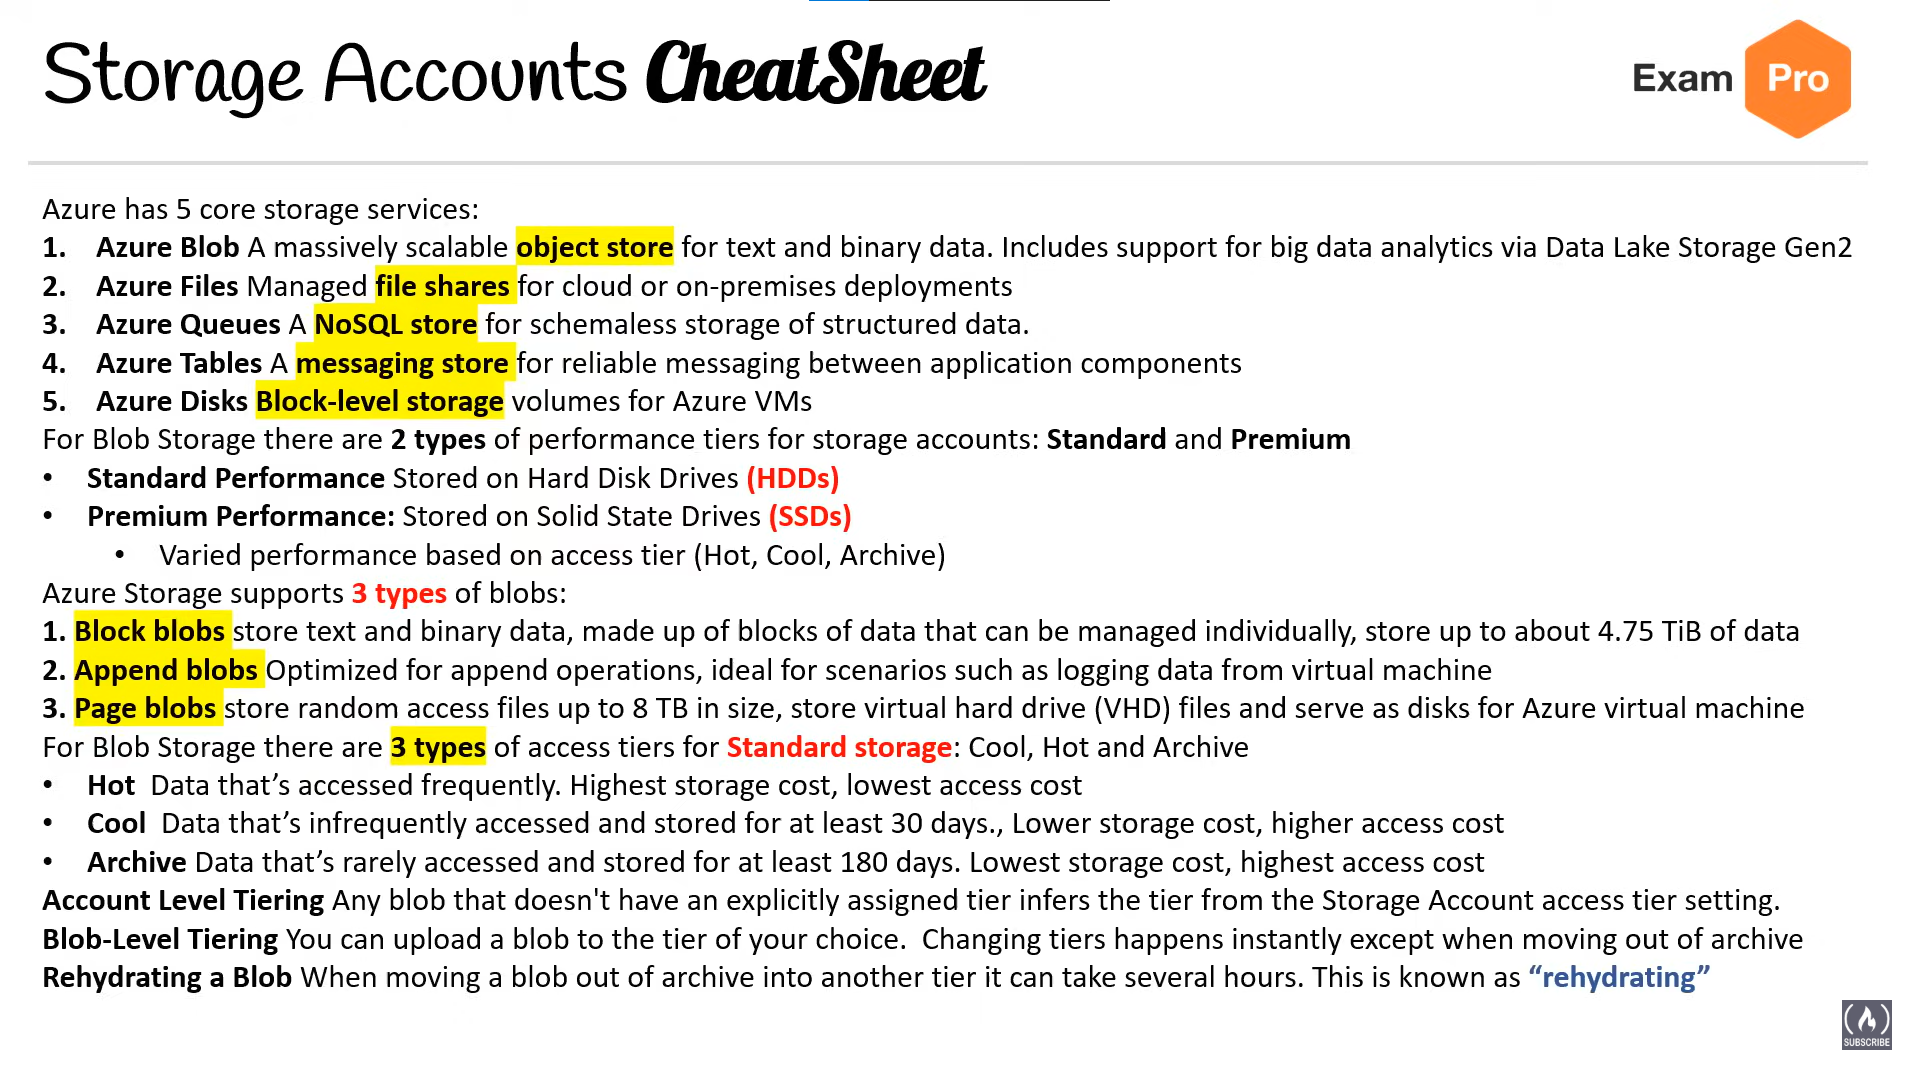 Storage Accounts CheatSheet
Exam Pro
Azure has 5 core storage services:
1. Azure Blob A massively scalable object store for text and binary data. Includes support for big data analytics via Data Lake Storage Gen2
2. Azure Files Managed file shares for cloud or on-premises deployments
3. Azure Queues A NoSQL store for schemaless storage of structured data.
4. Azure Tables A messaging store for reliable messaging between application components
5. Azure Disks Block-level storage volumes for Azure VMs
For Blob Storage there are 2 types of performance tiers for storage accounts: Standard and Premium
• Standard Performance Stored on Hard Disk Drives (HDDs)
• Premium Performance: Stored on Solid State Drives (SSDs)
• Varied performance based on access tier (Hot, Cool, Archive)
Azure Storage supports 3 types of blobs:
1. Block blobs store text and binary data, made up of blocks of data that can be managed individually, store up to about 4.75 TiB of data
2. Append blobs Optimized for append operations, ideal for scenarios such as logging data from virtual machine
3. Page blobs store random access files up to 8 TB in size, store virtual hard drive (VHD) files and serve as disks for Azure virtual machine
For Blob Storage there are 3 types of access tiers for Standard storage: Cool, Hot and Archive
• Hot  Data that’s accessed frequently. Highest storage cost, lowest access cost
• Cool  Data that’s infrequently accessed and stored for at least 30 days., Lower storage cost, higher access cost
• Archive Data that’s rarely accessed and stored for at least 180 days. Lowest storage cost, highest access cost
Account Level Tiering Any blob that doesn't have an explicitly assigned tier infers the tier from the Storage Account access tier setting.
Blob-Level Tiering You can upload a blob to the tier of your choice.  Changing tiers happens instantly except when moving out of archive
Rehydrating a Blob When moving a blob out of archive into another tier it can take several hours. This is known as “rehydrating”
SUBSCRIBE